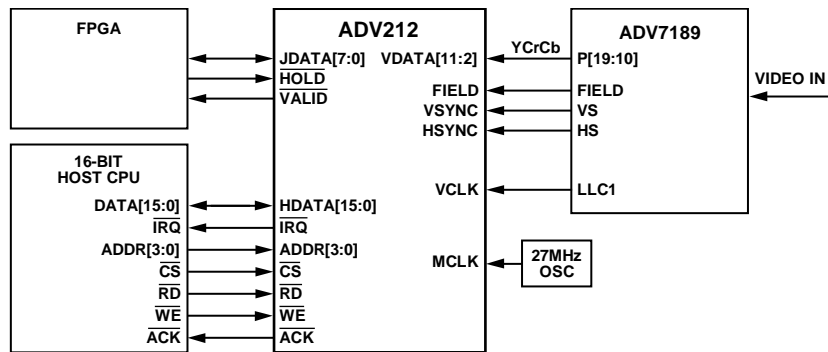 FPGA
ADV212
JDATA[7:0]
HOLD
VALID
VDATA[11:2]
FIELD
VSYNC
HSYNC
VCLK
MCLK
YCrCb
ADV7189
P[19:10]
FIELD
VS
HS
LLC1
VIDEO IN
27MHz
OSC
16-BIT
HOST CPU
DATA[15:0]
IRQ
ADDR[3:0]
CS
RD
WE
ACK
HDATA[15:0]
IRQ
ADDR[3:0]
CS
RD
WE
ACK